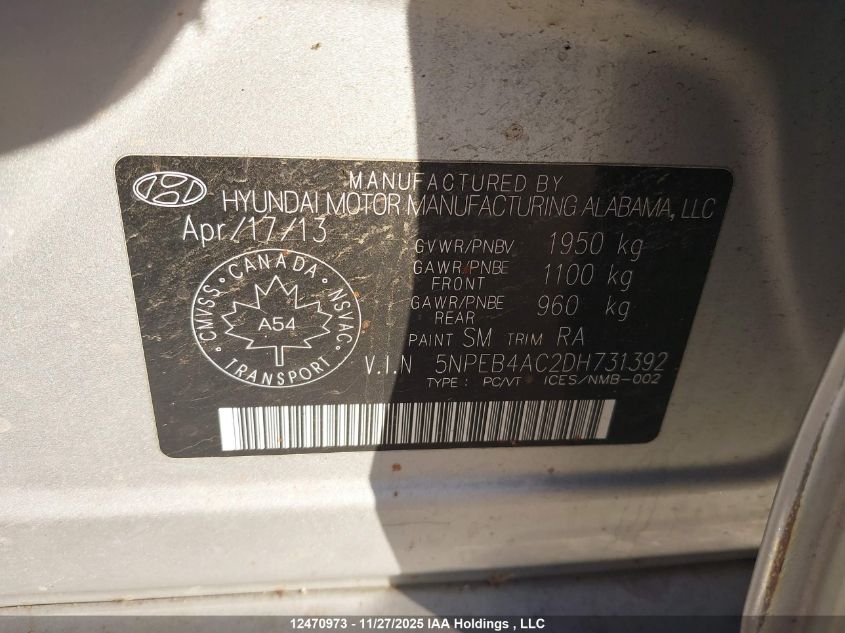 MANUFACTURED BY
HYUNDAI MOTOR MANUFACTURING ALABAMA, LLC
Apr/17/13
GVWR/PNBV 1950 kg
GAWR/PNBE FRONT 1100 kg
GAWR/PNBE REAR 960 kg
PAINT SM TRIM RA
V.I.N 5NPEB4AC2DH731392
TYPE : PC/VT ICES/NMB-002
CANADA
CMVSS
NSVAC
A54
TRANSPORT
12470973 - 11/27/2025 IAA Holdings , LLC